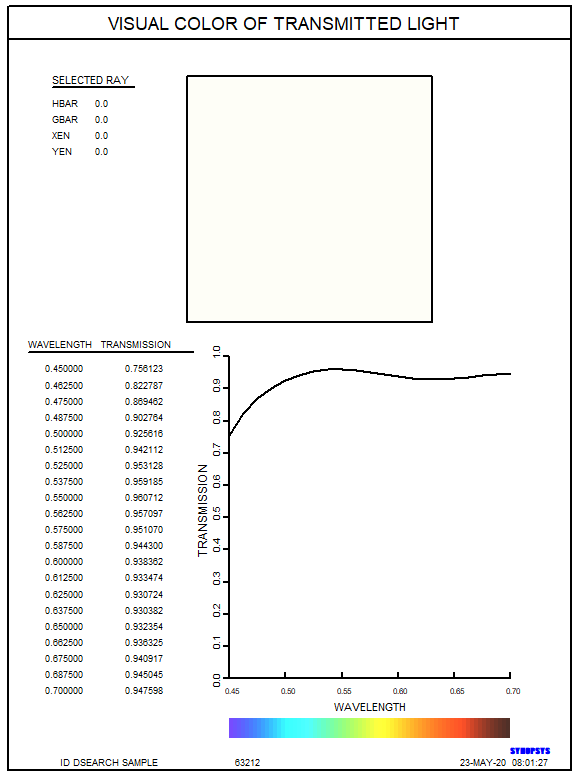 VISUAL COLOR OF TRANSMITTED LIGHT
SELECTED RAY
HBAR 0.0
GBAR 0.0
XEN 0.0
YEN 0.0
WAVELENGTH TRANSMISSION
0.450000 0.756123
0.462500 0.822787
0.475000 0.869462
0.487500 0.902764
0.500000 0.925616
0.512500 0.942112
0.525000 0.953128
0.537500 0.959185
0.550000 0.960712
0.562500 0.957097
0.575000 0.951070
0.587500 0.944300
0.600000 0.938362
0.612500 0.933474
0.625000 0.930724
0.637500 0.930382
0.650000 0.932354
0.662500 0.936325
0.675000 0.940917
0.687500 0.945045
0.700000 0.947598
TRANSMISSION
1.0
0.9
0.8
0.7
0.6
0.5
0.4
0.3
0.2
0.1
0.0
0.45 0.50 0.55 0.60 0.65 0.70
WAVELENGTH
SYNOPSYS
ID DSEARCH SAMPLE 63212 23-MAY-20 08:01:27